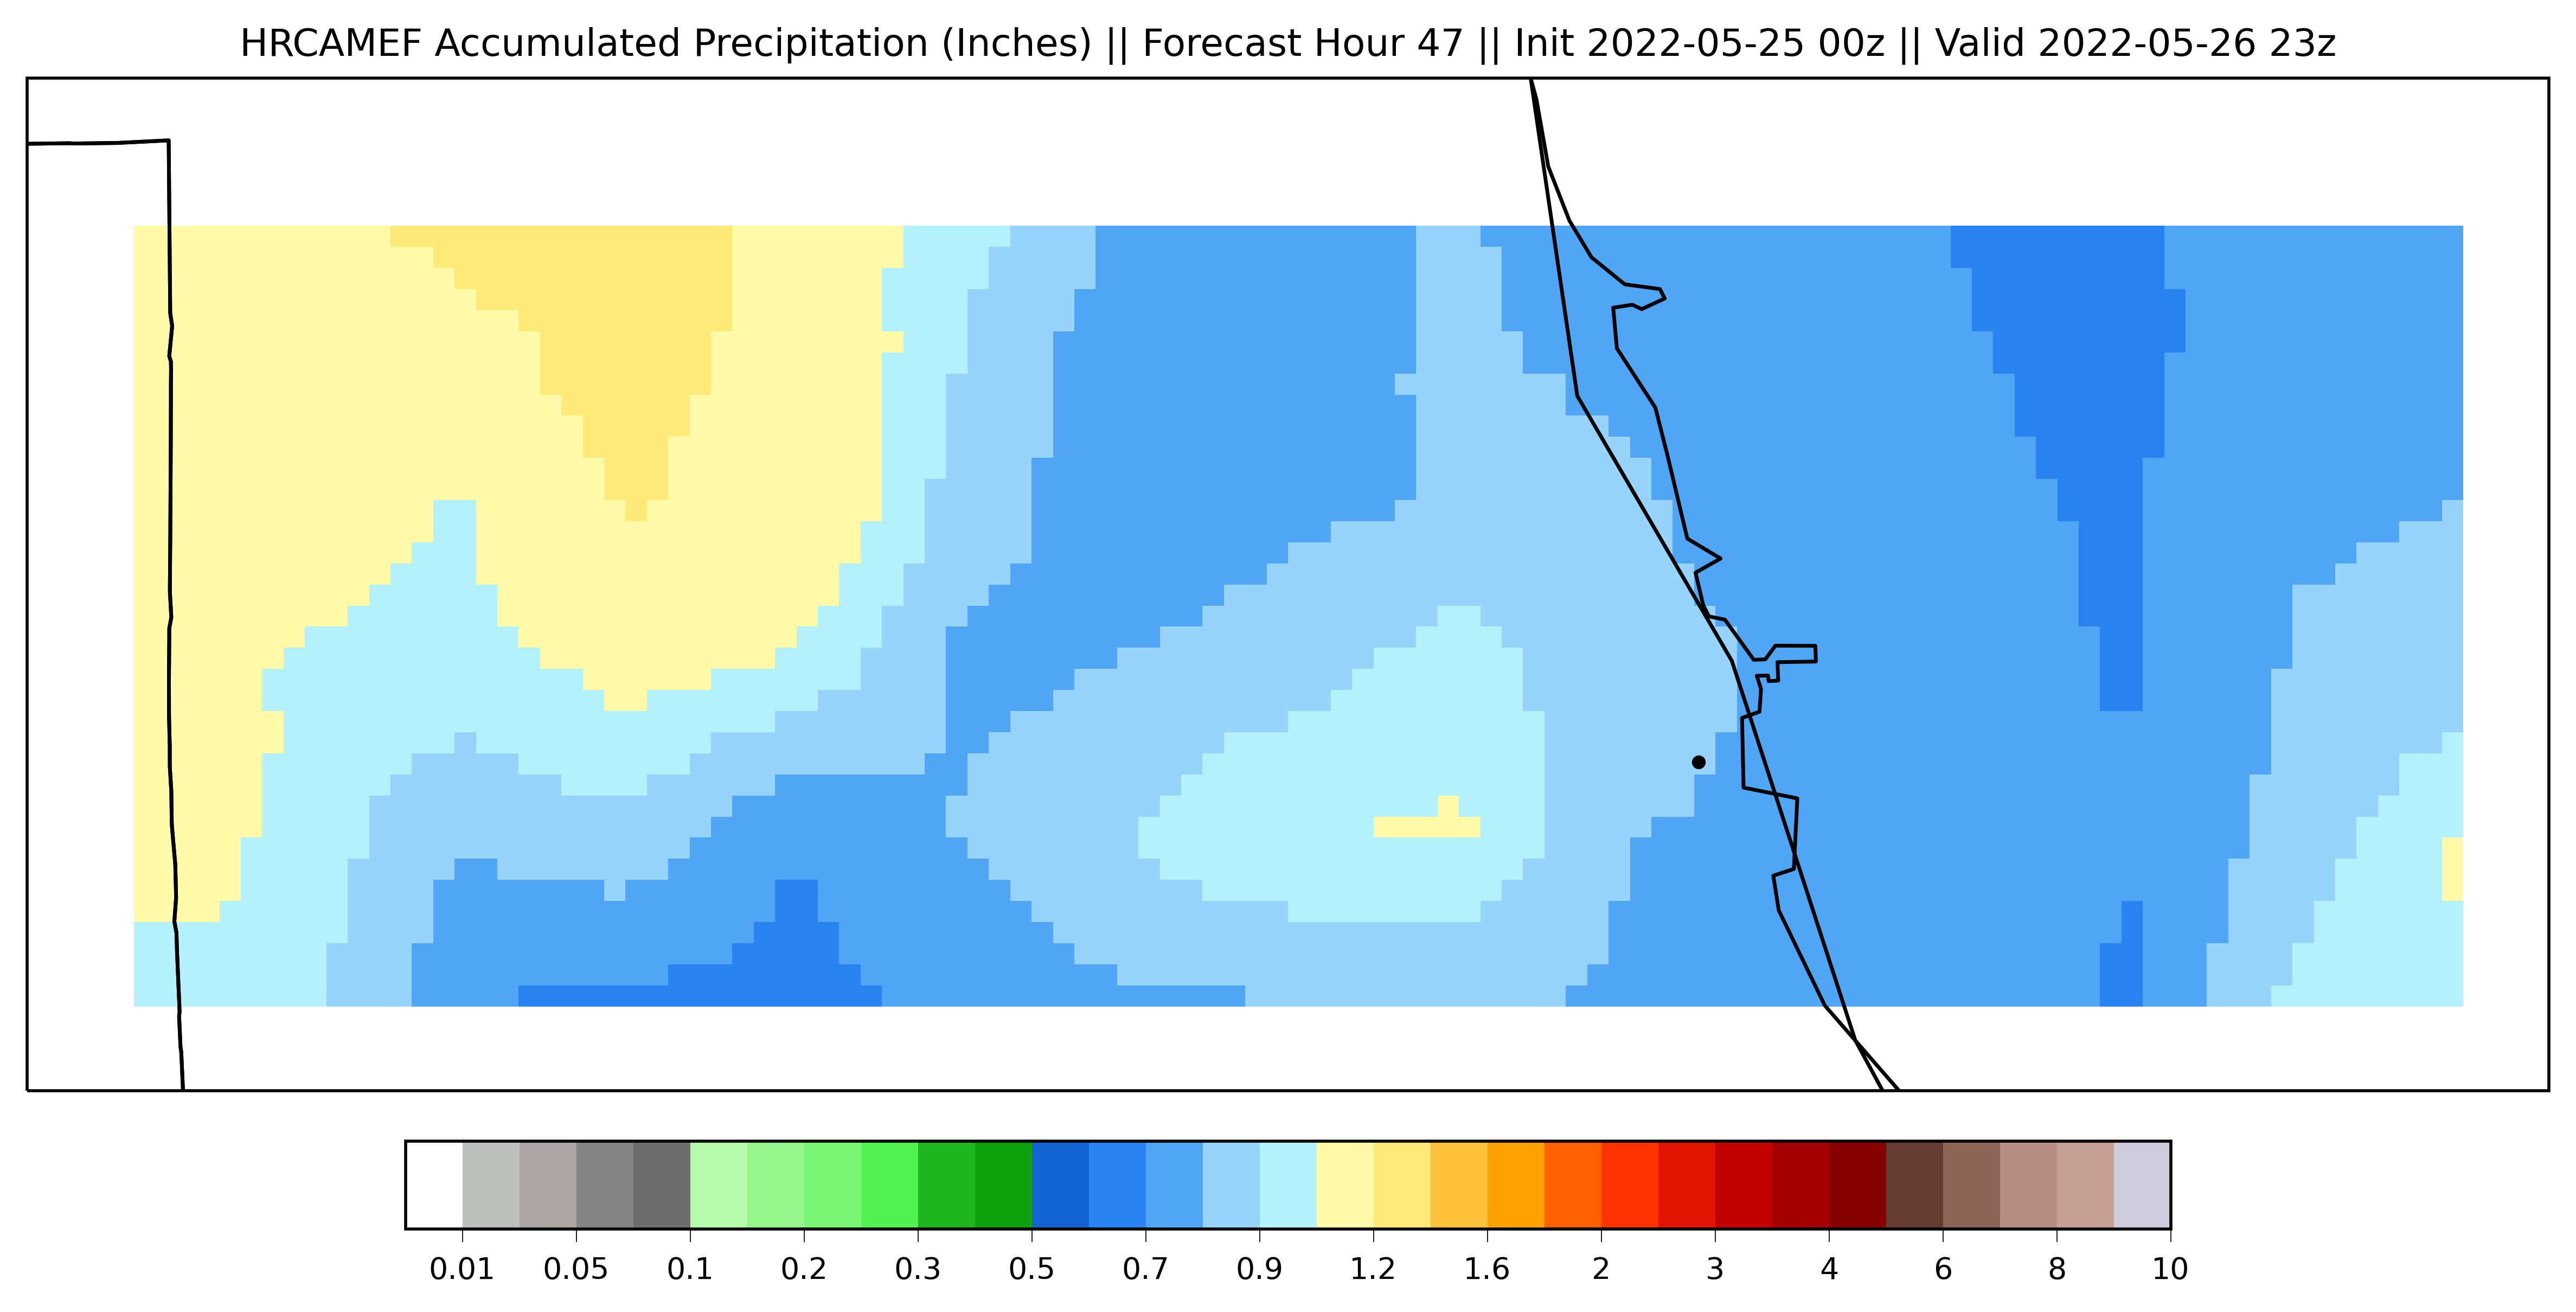 HRCAMEF Accumulated Precipitation (Inches) || Forecast Hour 47 || Init 2022-05-25 00z || Valid 2022-05-26 23z
0.01 0.05 0.1 0.2 0.3 0.5 0.7 0.9 1.2 1.6 2 3 4 6 8 10